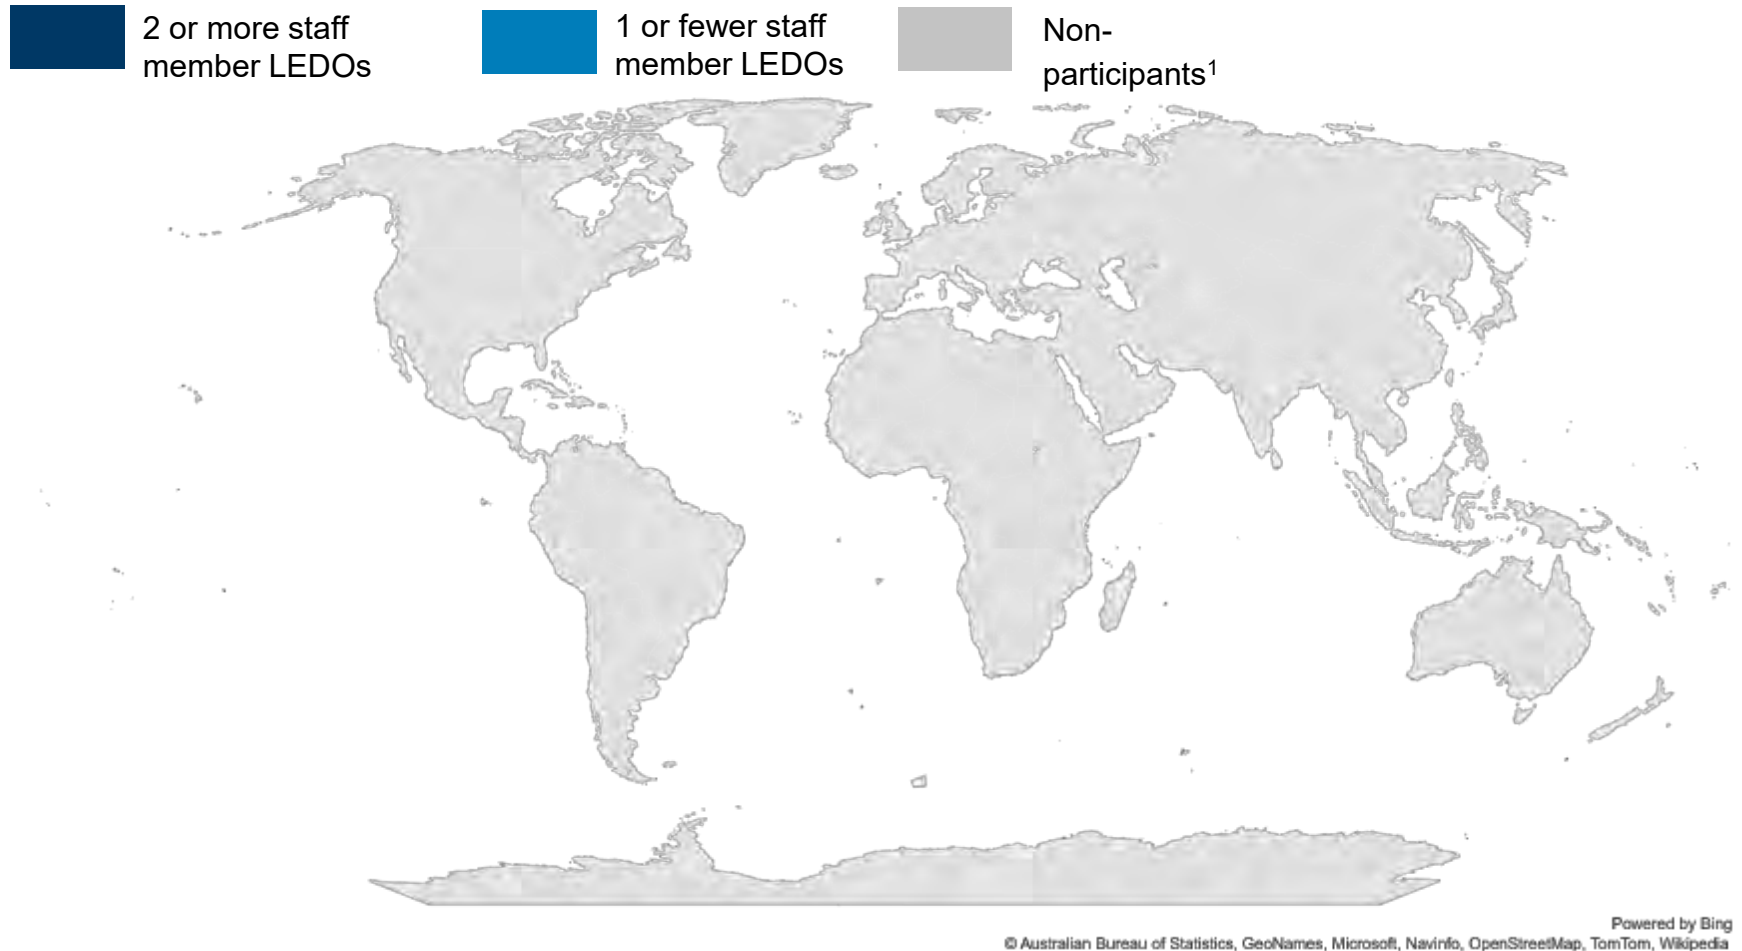 2 or more staff
member LEDOs
1 or fewer staff
member LEDOs
Non-
participants¹
Powered by Bing
© Australian Bureau of Statistics, GeoNames, Microsoft, Navinfo, OpenStreetMap, TomTom, Wikipedia